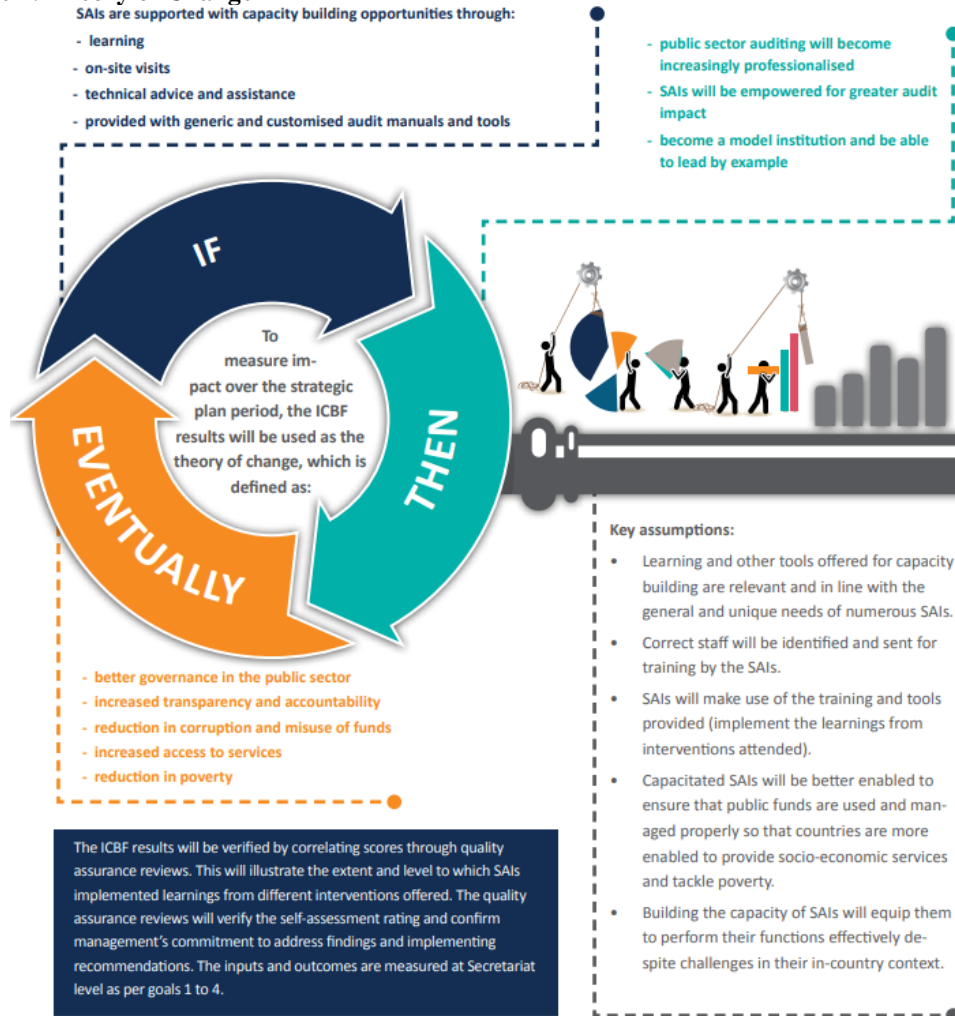 SAIs are supported with capacity building opportunities through:
- learning
- on-site visits
- technical advice and assistance
- provided with generic and customised audit manuals and tools
- public sector auditing will become
increasingly professionalised
- SAIs will be empowered for greater audit
impact
- become a model institution and be able
to lead by example
IF
THEN
EVENTUALLY
To
measure im-
pact over the strategic
plan period, the ICBF
results will be used as the
theory of change, which is
defined as:
- better governance in the public sector
- increased transparency and accountability
- reduction in corruption and misuse of funds
- increased access to services
- reduction in poverty
The ICBF results will be verified by correlating scores through quality
assurance reviews. This will illustrate the extent and level to which SAIs
implemented learnings from different interventions offered. The quality
assurance reviews will verify the self-assessment rating and confirm
management's commitment to address findings and implementing
recommendations. The inputs and outcomes are measured at Secretariat
level as per goals 1 to 4.
Key assumptions:
• Learning and other tools offered for capacity
building are relevant and in line with the
general and unique needs of numerous SAIs.
• Correct staff will be identified and sent for
training by the SAIs.
• SAIs will make use of the training and tools
provided (implement the learnings from
interventions attended).
• Capacitated SAIs will be better enabled to
ensure that public funds are used and man-
aged properly so that countries are more
enabled to provide socio-economic services
and tackle poverty.
• Building the capacity of SAIs will equip them
to perform their functions effectively de-
spite challenges in their in-country context.